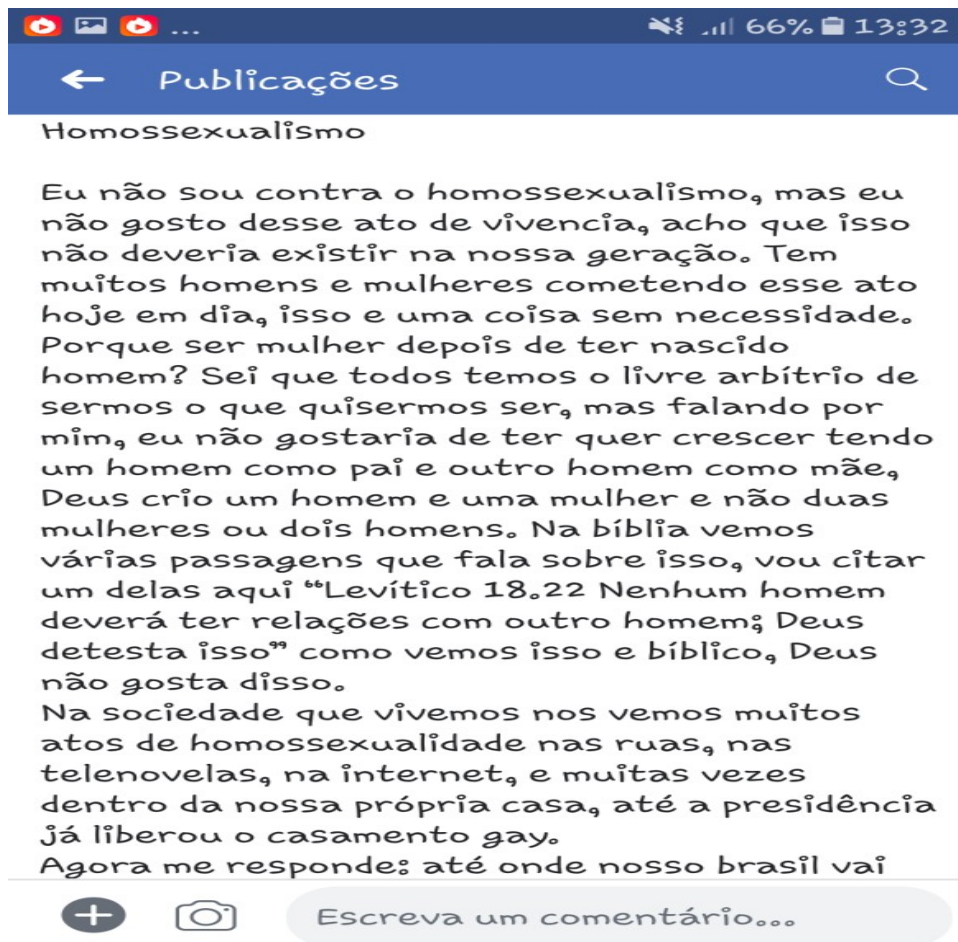 ... 66% 13:32
Publicações
Homossexualismo
Eu não sou contra o homossexualismo, mas eu
não gosto desse ato de vivencia, acho que isso
não deveria existir na nossa geração. Tem
muitos homens e mulheres cometendo esse ato
hoje em dia, isso e uma coisa sem necessidade.
Porque ser mulher depois de ter nascido
homem? Sei que todos temos o livre arbítrio de
sermos o que quisermos ser, mas falando por
mim, eu não gostaria de ter quer crescer tendo
um homem como pai e outro homem como mãe,
Deus crio um homem e uma mulher e não duas
mulheres ou dois homens. Na bíblia vemos
várias passagens que fala sobre isso, vou citar
um delas aqui “Levítico 18.22 Nenhum homem
deverá ter relações com outro homem; Deus
detesta isso” como vemos isso e bíblico, Deus
não gosta disso.
Na sociedade que vivemos nos vemos muitos
atos de homossexualidade nas ruas, nas
telenovelas, na internet, e muitas vezes
dentro da nossa própria casa, até a presidência
já liberou o casamento gay.
Agora me responde: até onde nosso brasil vai
Escreva um comentário...